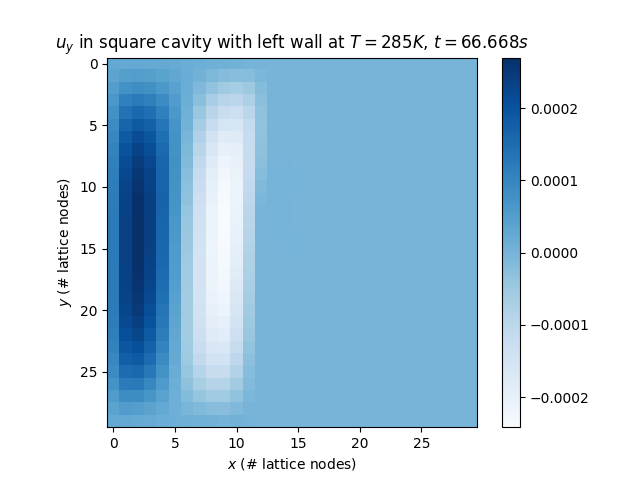 u_y in square cavity with left wall at T = 285K, t = 66.668s
0
5
10
15
20
25
y (# lattice nodes)
0 5 10 15 20 25
x (# lattice nodes)
0.0002
0.0001
0.0000
−0.0001
−0.0002